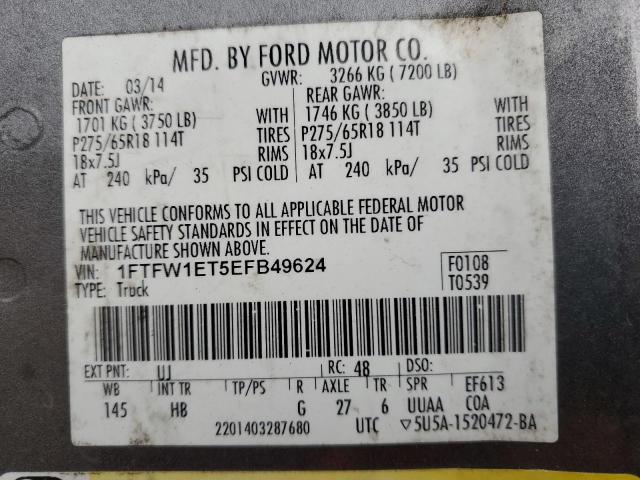 MFD. BY FORD MOTOR CO.
DATE: 03/14 GVWR: 3266 KG ( 7200 LB)
FRONT GAWR: REAR GAWR:
1701 KG ( 3750 LB) WITH 1746 KG ( 3850 LB) WITH
P275/65R18 114T TIRES P275/65R18 114T TIRES
18x7.5J RIMS 18x7.5J RIMS
AT 240 kPa/ 35 PSI COLD AT 240 kPa/ 35 PSI COLD
THIS VEHICLE CONFORMS TO ALL APPLICABLE FEDERAL MOTOR
VEHICLE SAFETY STANDARDS IN EFFECT ON THE DATE OF
MANUFACTURE SHOWN ABOVE.
VIN: 1FTFW1ET5EFB49624 F0108
TYPE: Truck T0539
EXT PNT: UJ RC: 48 DSO:
WB INT TR TP/PS R AXLE TR SPR EF613
145 HB G 27 6 UUAA COA
2201403287680 UTC ▽5U5A-1520472-BA